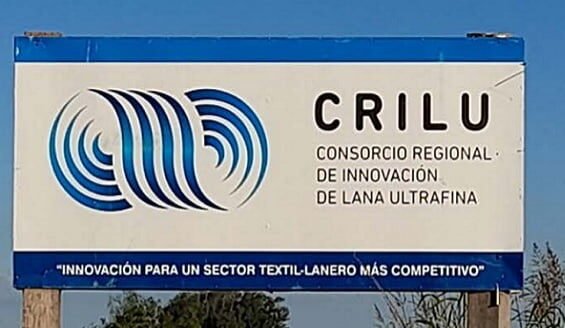 CRILU
CONSORCIO REGIONAL
DE INNOVACIÓN
DE LANA ULTRAFINA
"INNOVACIÓN PARA UN SECTOR TEXTIL-LANERO MÁS COMPETITIVO"